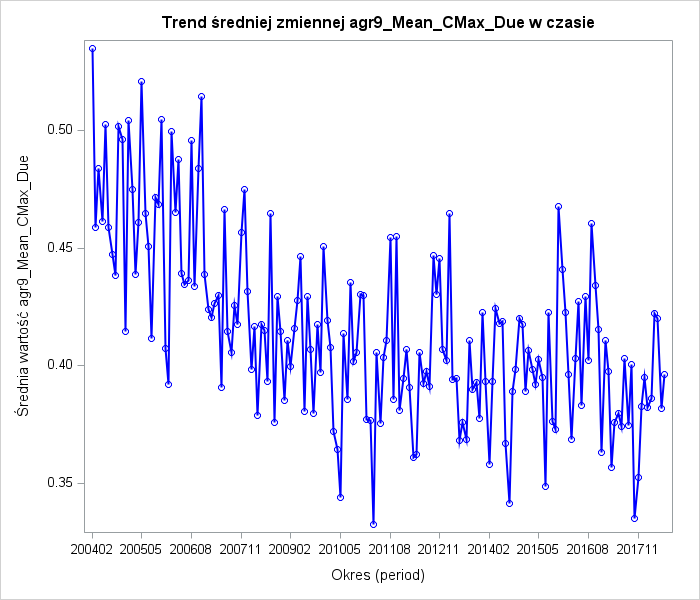 Trend średniej zmiennej agr9_Mean_CMax_Due w czasie
Średnia wartość agr9_Mean_CMax_Due
0.50
0.45
0.40
0.35
200402 200505 200608 200711 200902 201005 201108 201211 201402 201505 201608 201711
Okres (period)